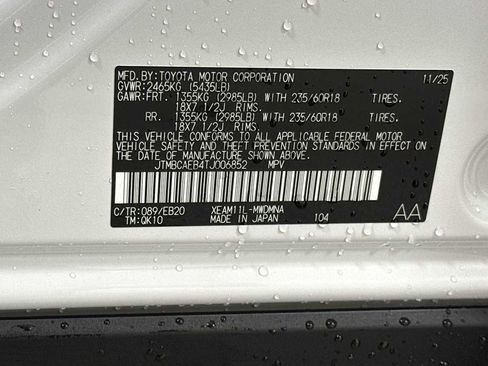 MFD. BY: TOYOTA MOTOR CORPORATION 11/25
GVWR: 2465KG (5435LB)
GAWR: FRT. 1355KG (2985LB) WITH 235/60R18 TIRES.
18X7 1/2J RIMS.
RR. 1355KG (2985LB) WITH 235/60R18 TIRES.
18X7 1/2J RIMS.
THIS VEHICLE CONFORMS TO ALL APPLICABLE FEDERAL MOTOR
VEHICLE SAFETY AND THEFT PREVENTION STANDARDS IN EFFECT ON
THE DATE OF MANUFACTURE SHOWN ABOVE.
JTMBCAEB4TJ006852 MPV
C/TR: 089/EB20 XEAM11L-MWDMNA
TM: QK10 MADE IN JAPAN 104 AA